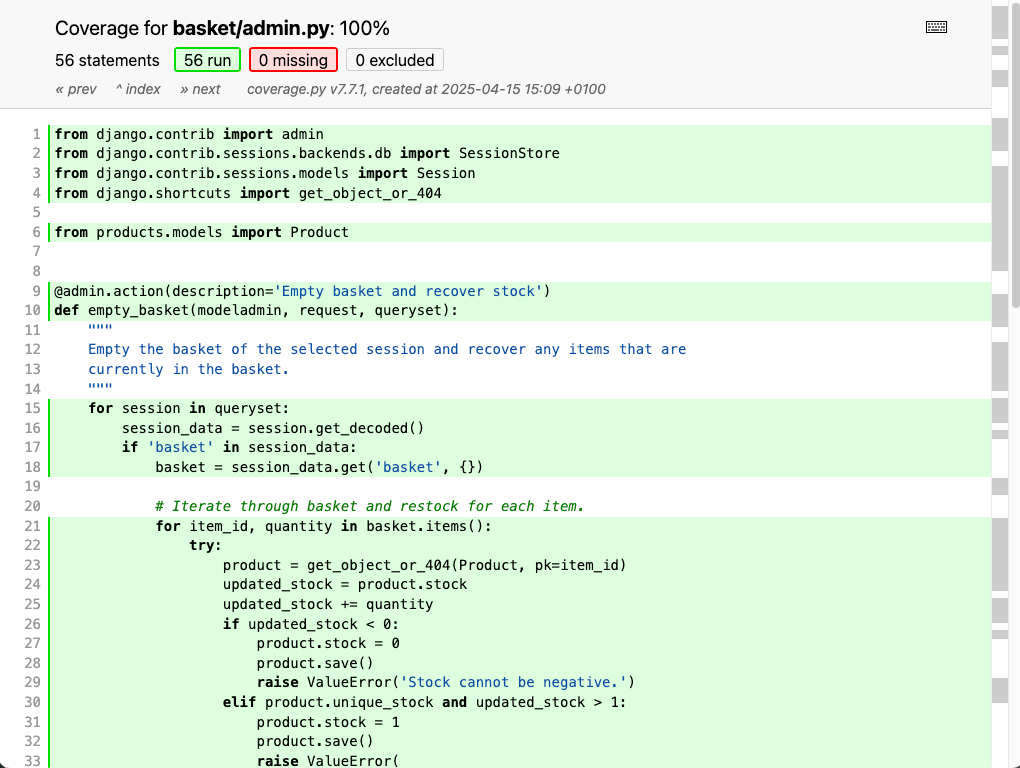 Coverage for basket/admin.py: 100%
56 statements 56 run 0 missing 0 excluded
« prev ^ index » next coverage.py v7.7.1, created at 2025-04-15 15:09 +0100
1 from django.contrib import admin
2 from django.contrib.sessions.backends.db import SessionStore
3 from django.contrib.sessions.models import Session
4 from django.shortcuts import get_object_or_404
5
6 from products.models import Product
7
8
9 @admin.action(description='Empty basket and recover stock')
10 def empty_basket(modeladmin, request, queryset):
11     """
12     Empty the basket of the selected session and recover any items that are
13     currently in the basket.
14     """
15     for session in queryset:
16         session_data = session.get_decoded()
17         if 'basket' in session_data:
18             basket = session_data.get('basket', {})
19
20             # Iterate through basket and restock for each item.
21             for item_id, quantity in basket.items():
22                 try:
23                     product = get_object_or_404(Product, pk=item_id)
24                     updated_stock = product.stock
25                     updated_stock += quantity
26                     if updated_stock < 0:
27                         product.stock = 0
28                         product.save()
29                         raise ValueError('Stock cannot be negative.')
30                     elif product.unique_stock and updated_stock > 1:
31                         product.stock = 1
32                         product.save()
33                         raise ValueError(